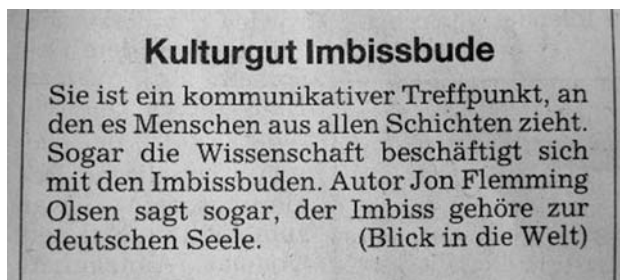 Kulturgut Imbissbude
Sie ist ein kommunikativer Treffpunkt, an
den es Menschen aus allen Schichten zieht.
Sogar die Wissenschaft beschäftigt sich
mit den Imbissbuden. Autor Jon Flemming
Olsen sagt sogar, der Imbiss gehöre zur
deutschen Seele. (Blick in die Welt)